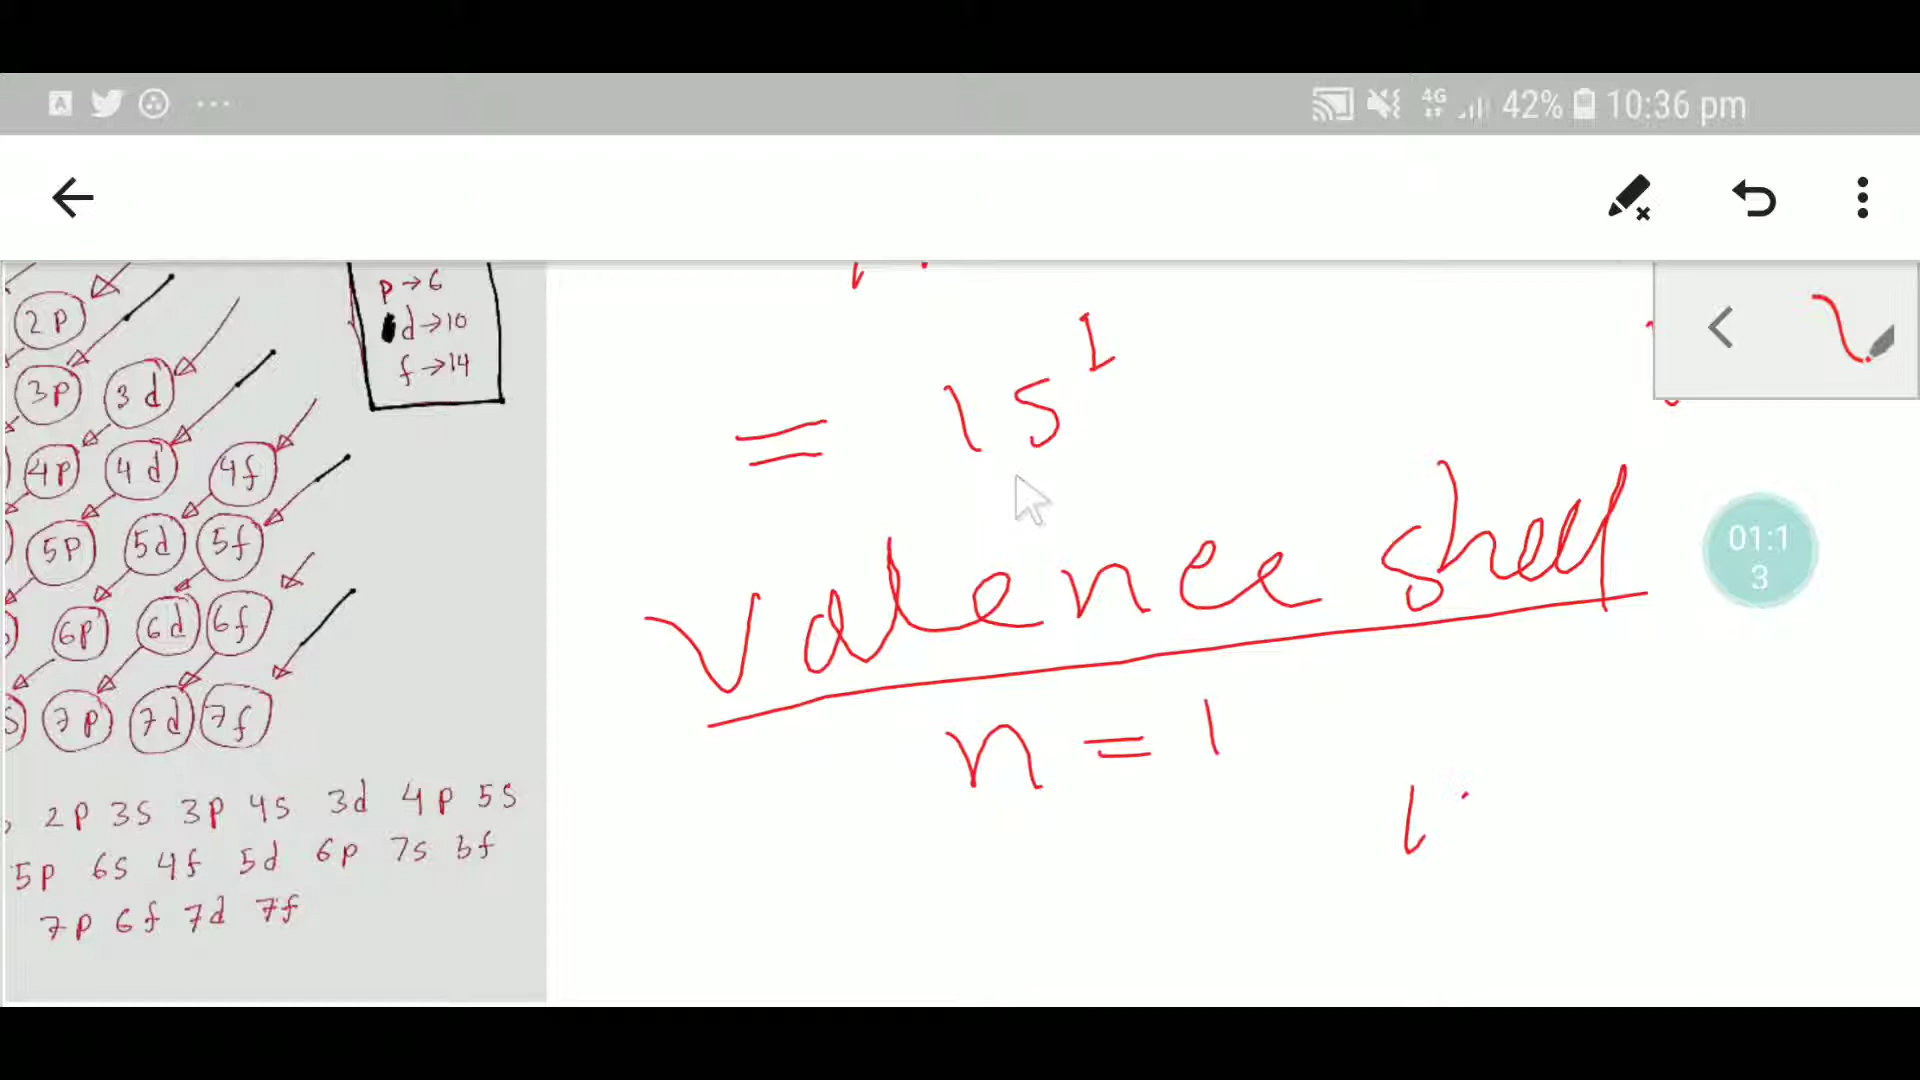 42% 10:36 pm
p→6
d→10
f→14
2p
3p 3d
4p 4d 4f
5p 5d 5f
6p 6d 6f
7p 7d 7f
2p 3s 3p 4s 3d 4p 5s
5p 6s 4f 5d 6p 7s 5f
7p 6f 7d 7f
= 1s¹
valence shell
n = 1
01:1
3